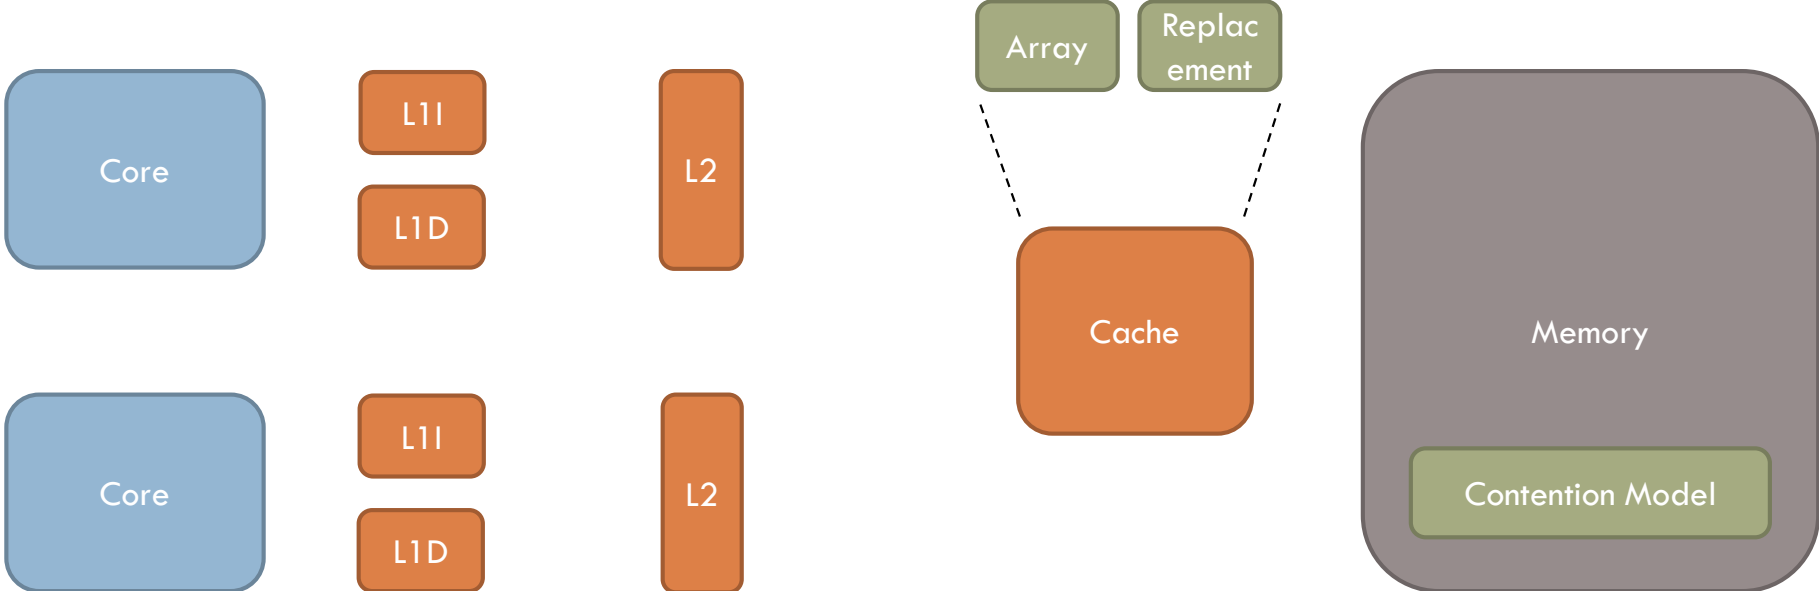 Array
Replac
ement
Core
L1I
L1D
L2
Cache
Memory
Core
L1I
L1D
L2
Contention Model